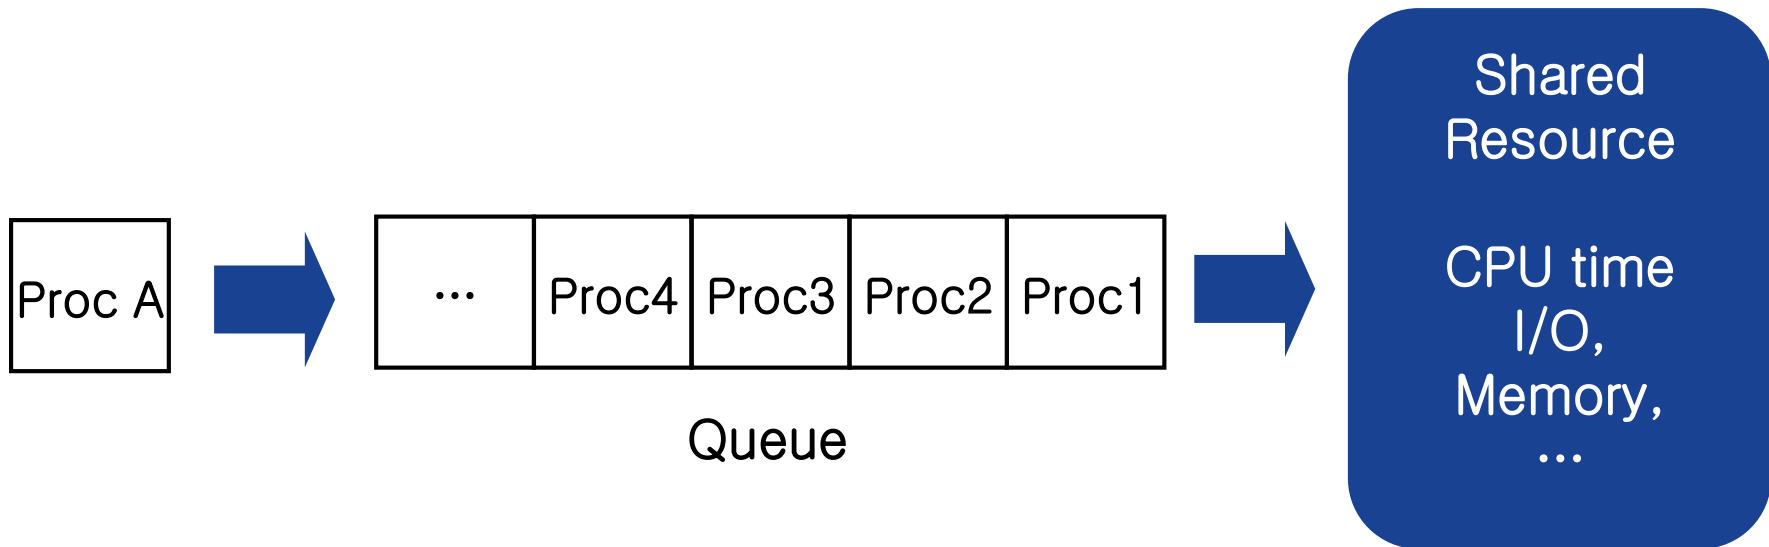 Proc A
...
Proc4
Proc3
Proc2
Proc1
Queue
Shared
Resource
CPU time
I/O,
Memory,
...